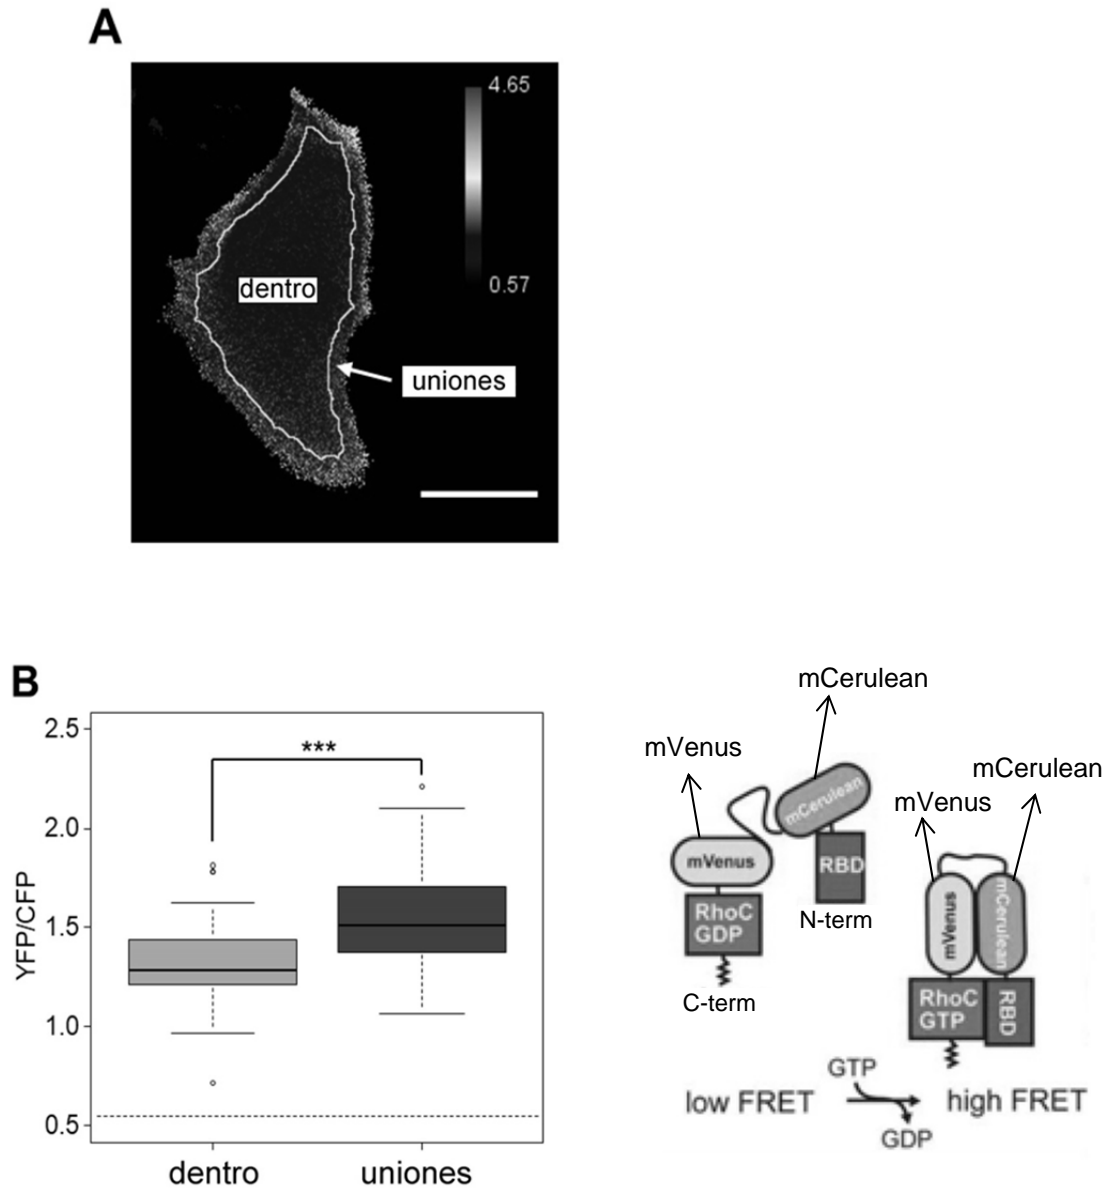 A
4.65
dentro
0.57
uniones
B
2.5
2.0
1.5
1.0
0.5
YFP/CFP
***
dentro
uniones
mCerulean
mVenus
mCerulean
mVenus
mCerulean
mVenus
RBD
RhoC
GDP
N-term
C-term
mVenus
mCerulean
RhoC
GTP
RBD
GTP
low FRET
high FRET
GDP